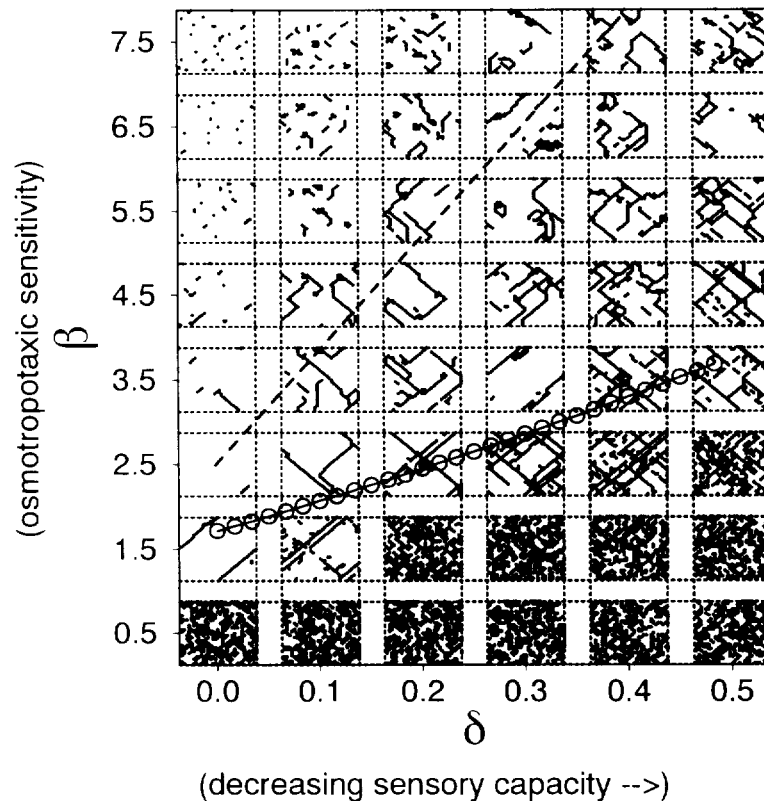 7.5
6.5
5.5
4.5
3.5
2.5
1.5
0.5
(osmotropotaxic sensitivity)
β
0.0 0.1 0.2 0.3 0.4 0.5
δ
(decreasing sensory capacity -->)